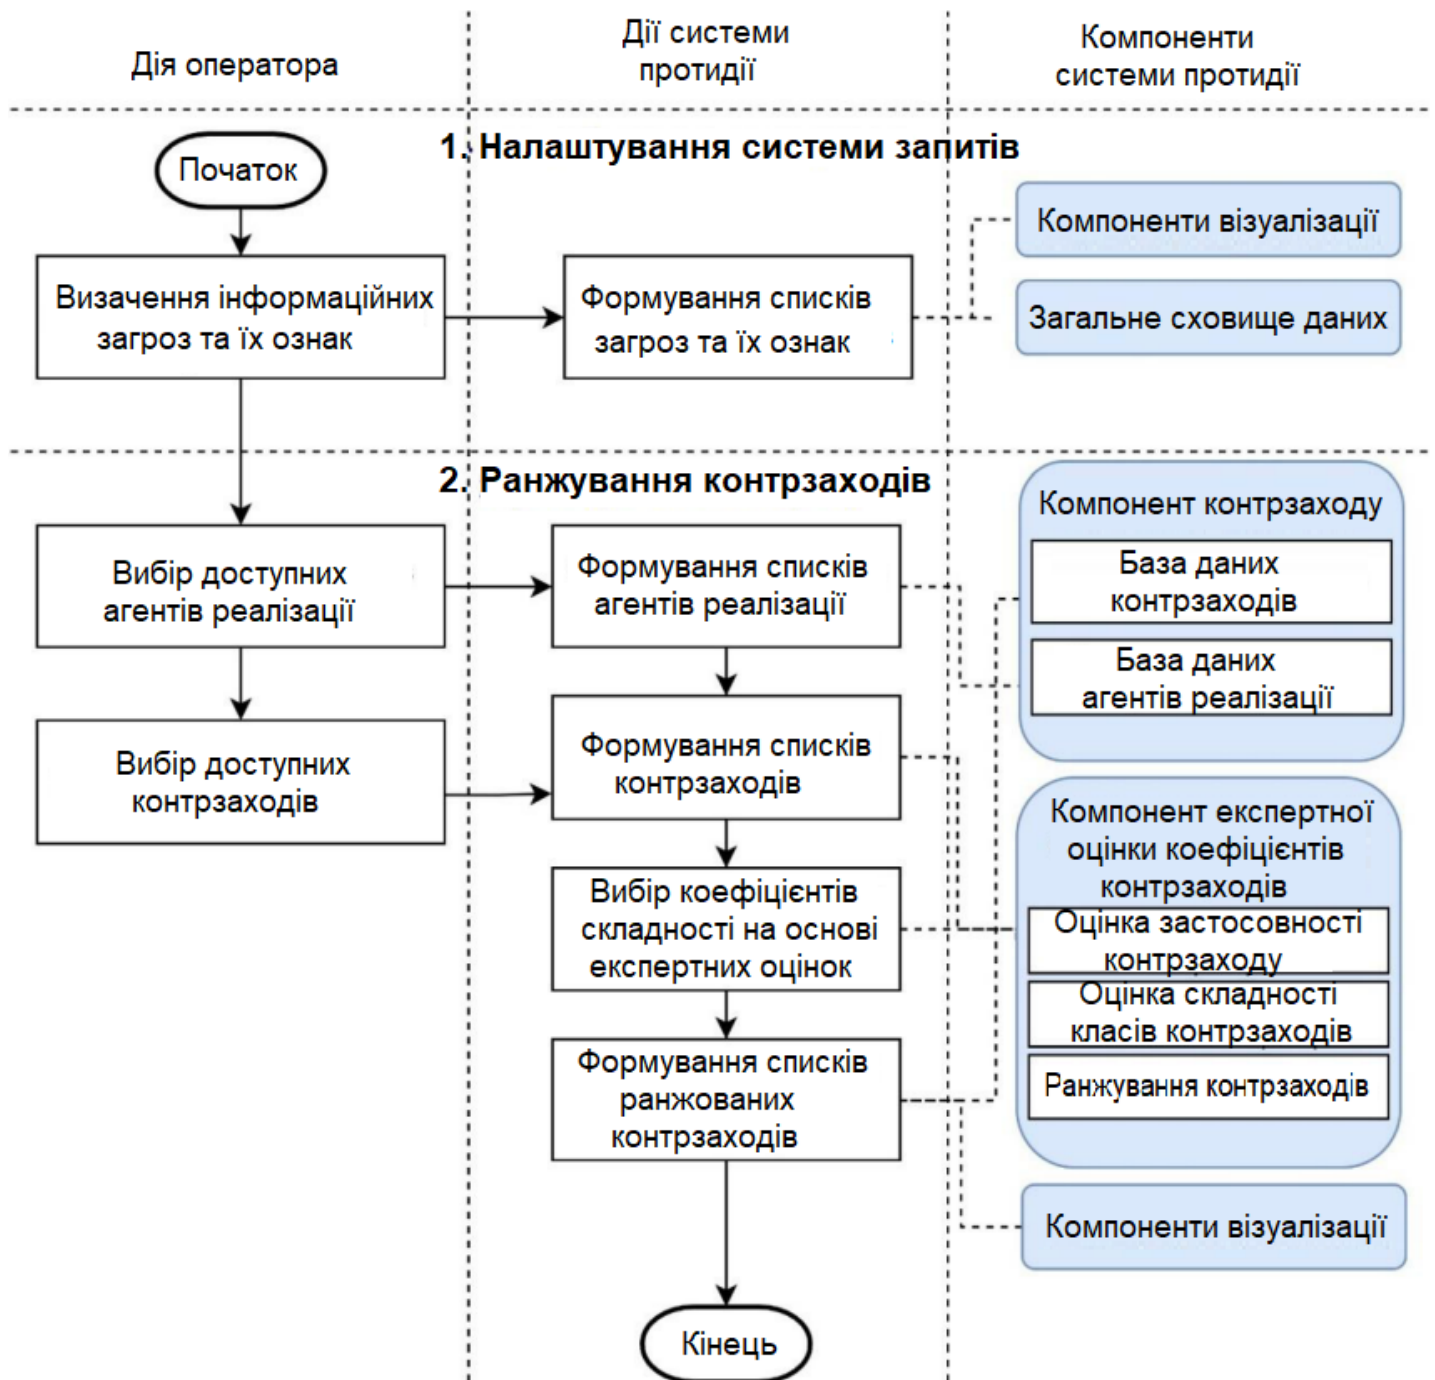 Дія оператора
Дії системи
протидії
Компоненти
системи протидії
1. Налаштування системи запитів
Початок
Визачення інформаційних
загроз та їх ознак
Формування списків
загроз та їх ознак
Компоненти візуалізації
Загальне сховище даних
2. Ранжування контрзаходів
Вибір доступних
агентів реалізації
Формування списків
агентів реалізації
Компонент контрзаходу
База даних
контрзаходів
База даних
агентів реалізації
Вибір доступних
контрзаходів
Формування списків
контрзаходів
Вибір коефіцієнтів
складності на основі
експертних оцінок
Компонент експертної
оцінки коефіцієнтів
контрзаходів
Оцінка застосовності
контрзаходу
Оцінка складності
класів контрзаходів
Ранжування контрзаходів
Формування списків
ранжованих
контрзаходів
Компоненти візуалізації
Кінець